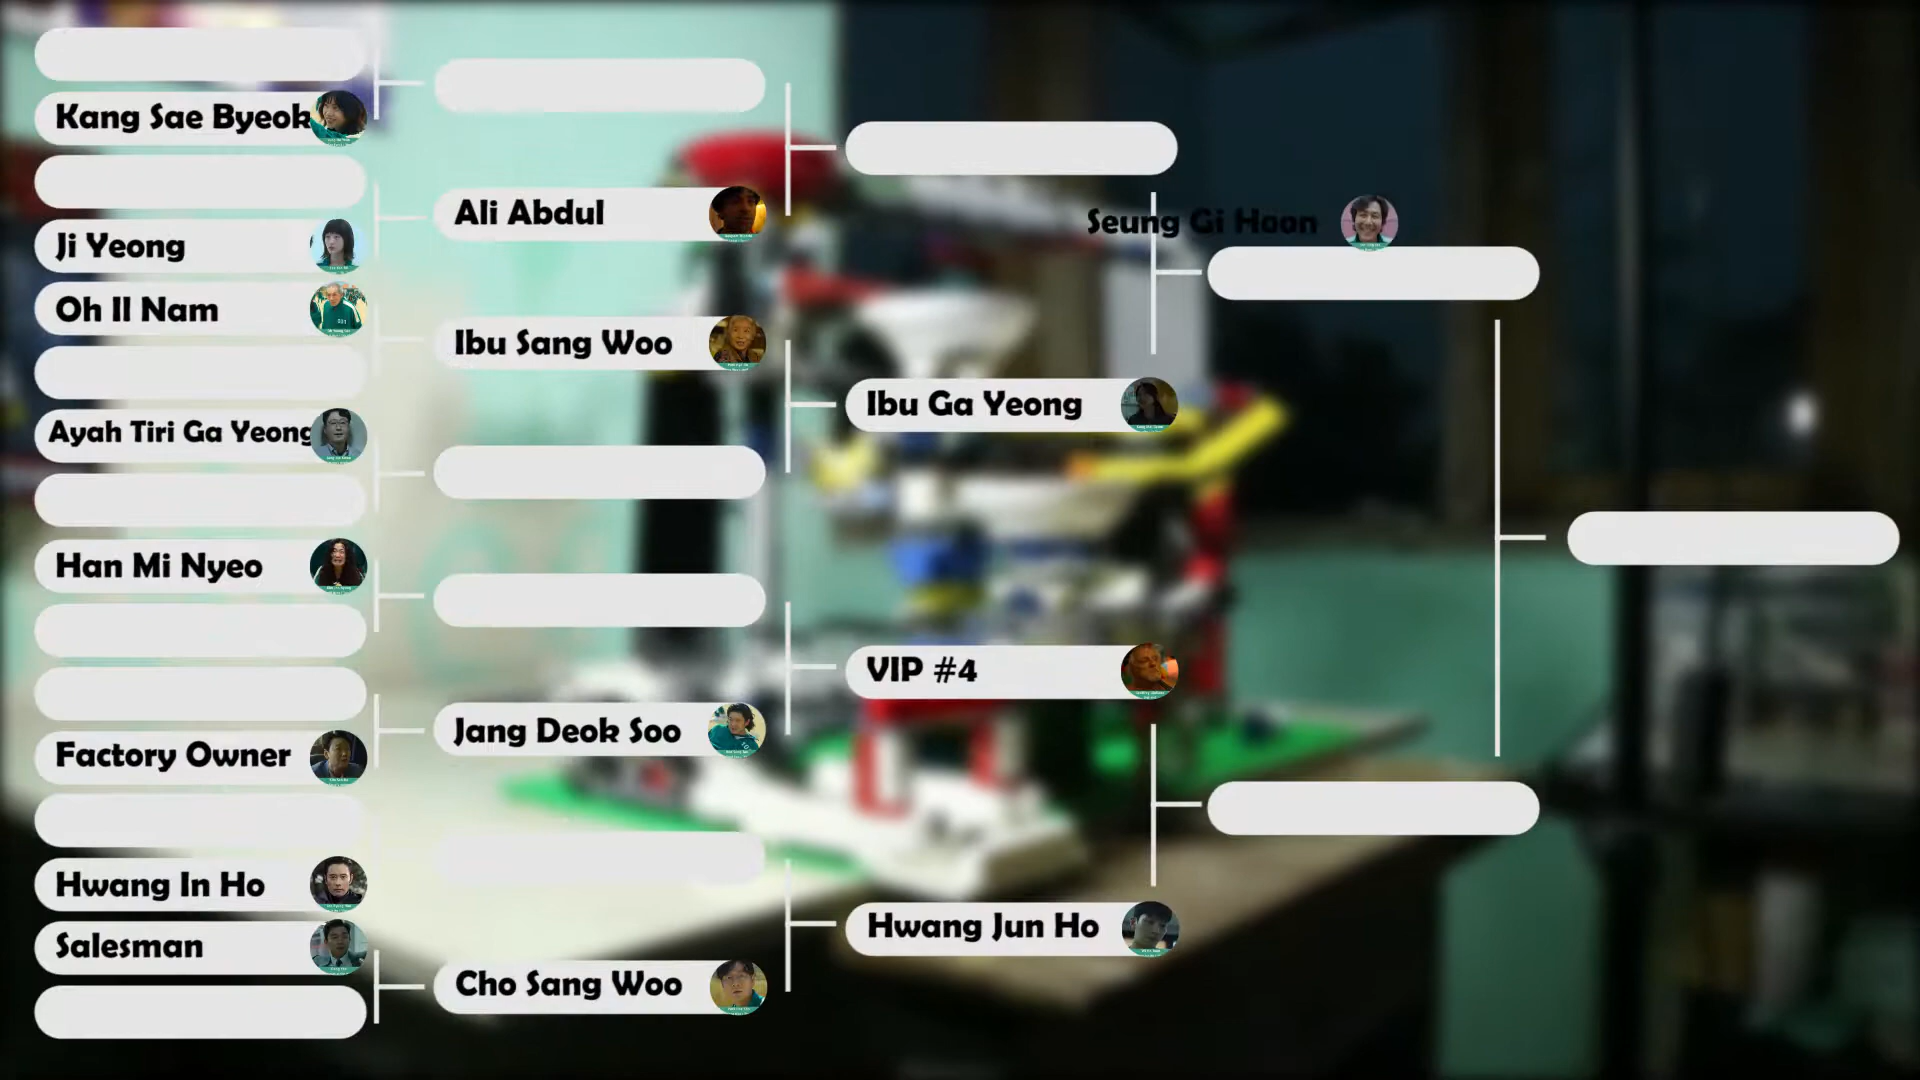 Kang Sae Byeok
Ji Yeong
Oh Il Nam
Ayah Tiri Ga Yeong
Han Mi Nyeo
Factory Owner
Hwang In Ho
Salesman
Ali Abdul
Ibu Sang Woo
Jang Deok Soo
Cho Sang Woo
Ibu Ga Yeong
VIP #4
Hwang Jun Ho
Seung Gi Hoon